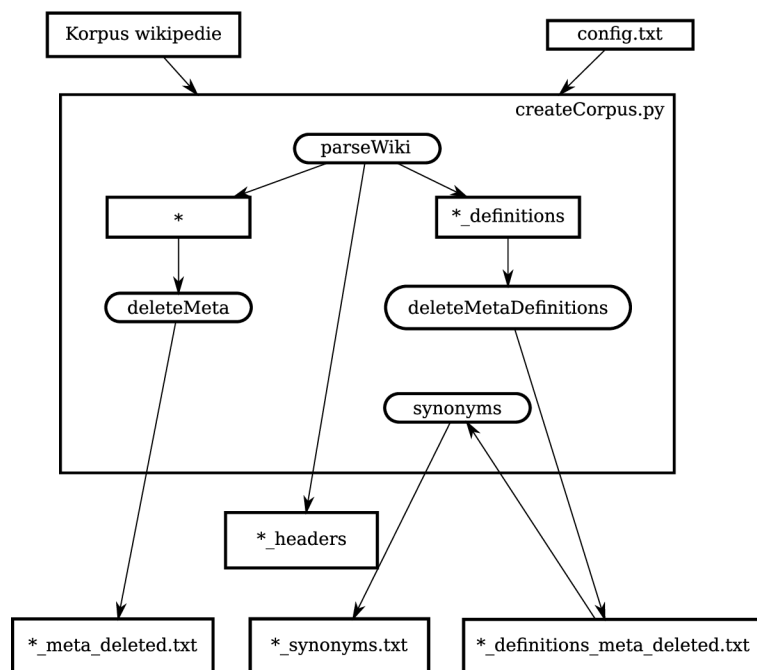 Korpus wikipedie
config.txt
createCorpus.py
parseWiki
*
*_definitions
deleteMeta
deleteMetaDefinitions
synonyms
*_headers
*_meta_deleted.txt
*_synonyms.txt
*_definitions_meta_deleted.txt